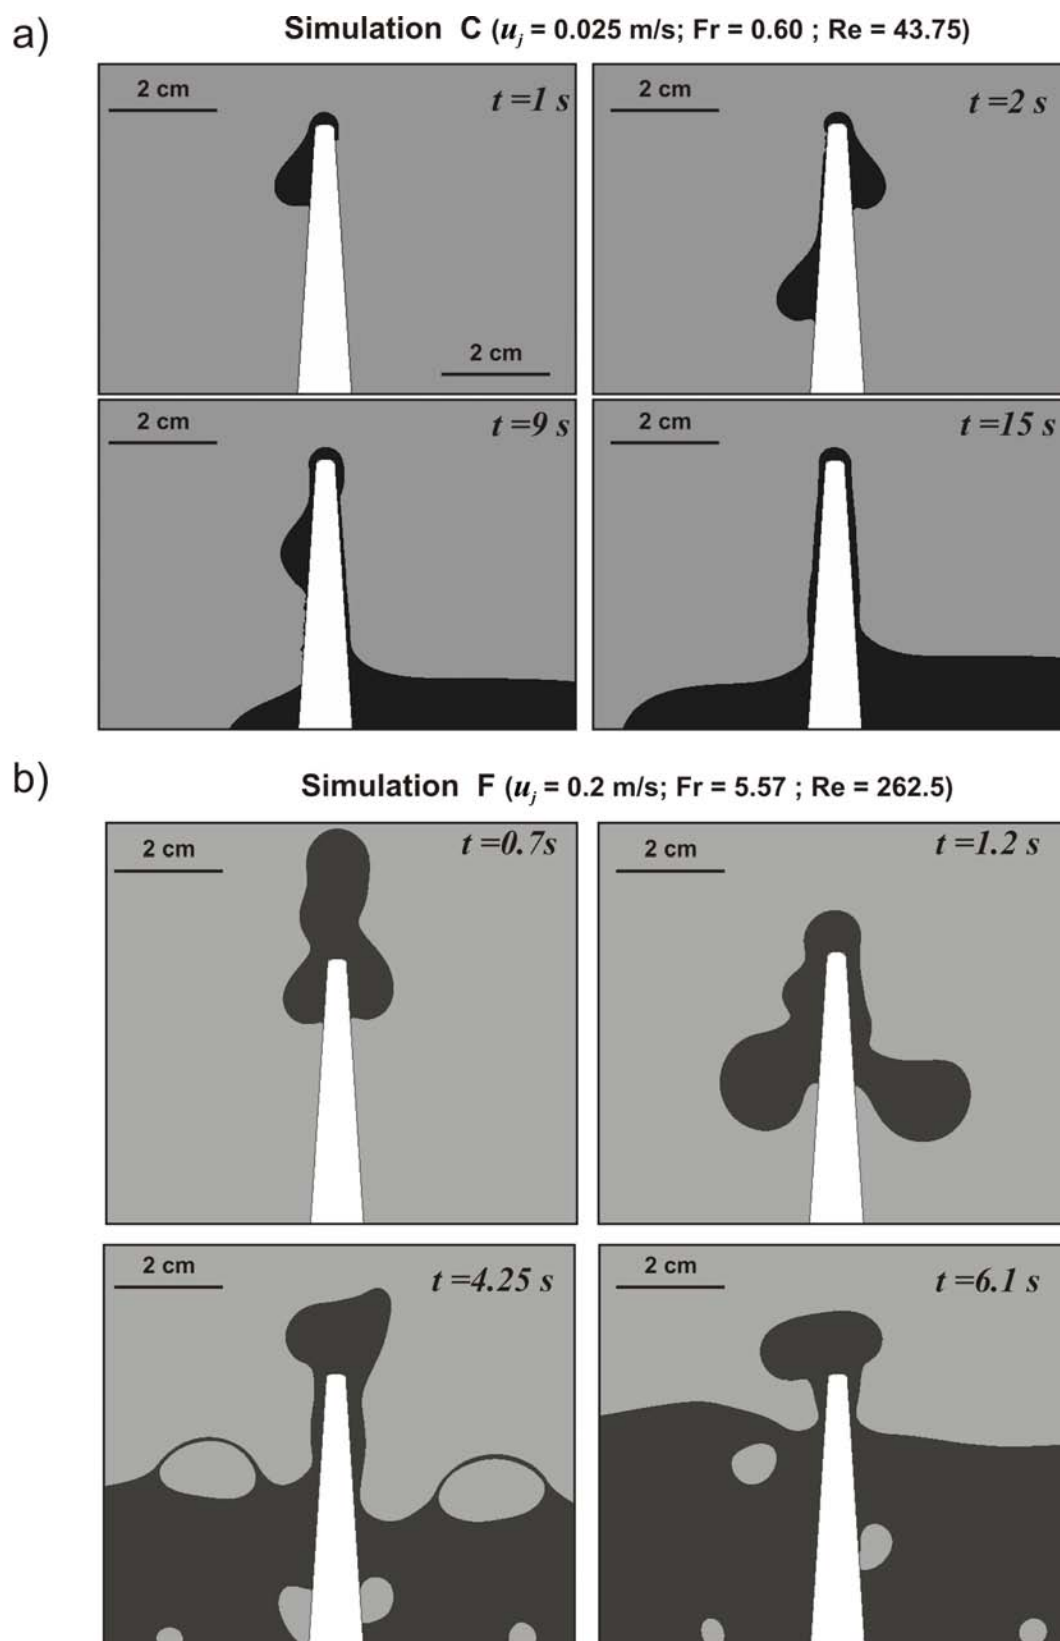 a)
Simulation C (uj = 0.025 m/s; Fr = 0.60 ; Re = 43.75)
2 cm
t =1 s
2 cm
2 cm
t =2 s
2 cm
t =9 s
2 cm
t =15 s
b)
Simulation F (uj = 0.2 m/s; Fr = 5.57 ; Re = 262.5)
2 cm
t =0.7s
2 cm
t =1.2 s
2 cm
t =4.25 s
2 cm
t =6.1 s